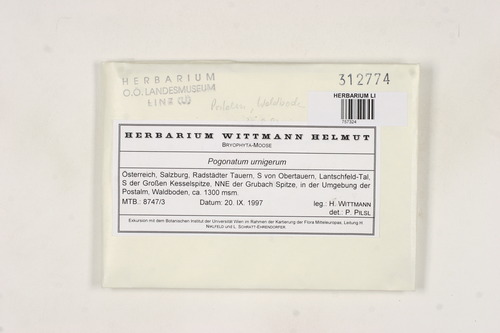 HERBARIUM
O.Ö. LANDESMUSEUM
LINZ (LI)
312774
HERBARIUM LI
757324
Waldboden
HERBARIUM WITTMANN HELMUT
BRYOPHYTA-MOOSE
Pogonatum urnigerum
Österreich, Salzburg, Radstädter Tauern, S von Obertauern, Lantschfeld-Tal,
S der Großen Kesselspitze, NNE der Grubach Spitze, in der Umgebung der
Postalm, Waldboden, ca. 1300 msm.
MTB.: 8747/3 Datum: 20. IX. 1997 leg.: H. WITTMANN
det.: P. PILSL
Exkursion mit dem Botanischen Institut der Universität Wien im Rahmen der Kartierung der Flora Mitteleuropas; Leitung H.
NIKLFELD und L. SCHRATT-EHRENDORFER.